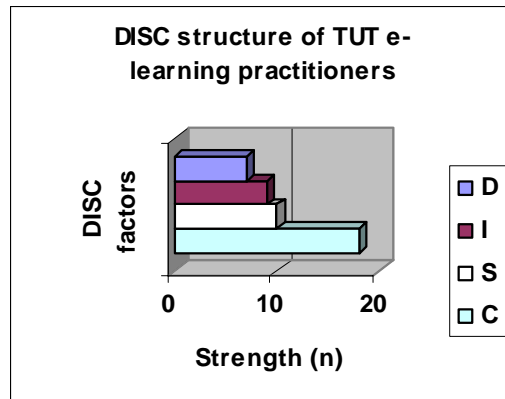 DISC structure of TUT e-
learning practitioners
DISC
factors
0 10 20
Strength (n)
D
I
S
C